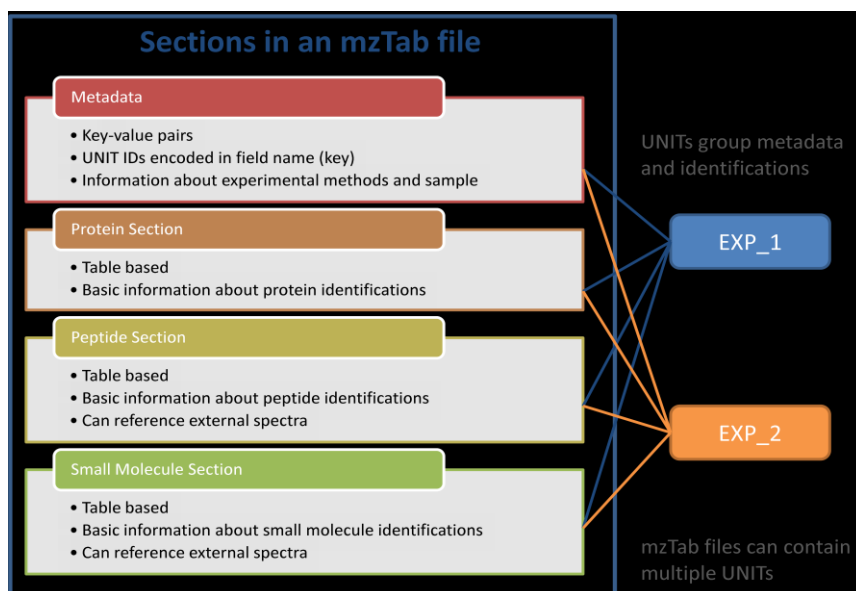 Sections in an mzTab file
Metadata
• Key-value pairs
• UNIT IDs encoded in field name (key)
• Information about experimental methods and sample
Protein Section
• Table based
• Basic information about protein identifications
Peptide Section
• Table based
• Basic information about peptide identifications
• Can reference external spectra
Small Molecule Section
• Table based
• Basic information about small molecule identifications
• Can reference external spectra
UNITs group metadata
and identifications
EXP_1
EXP_2
mzTab files can contain
multiple UNITs